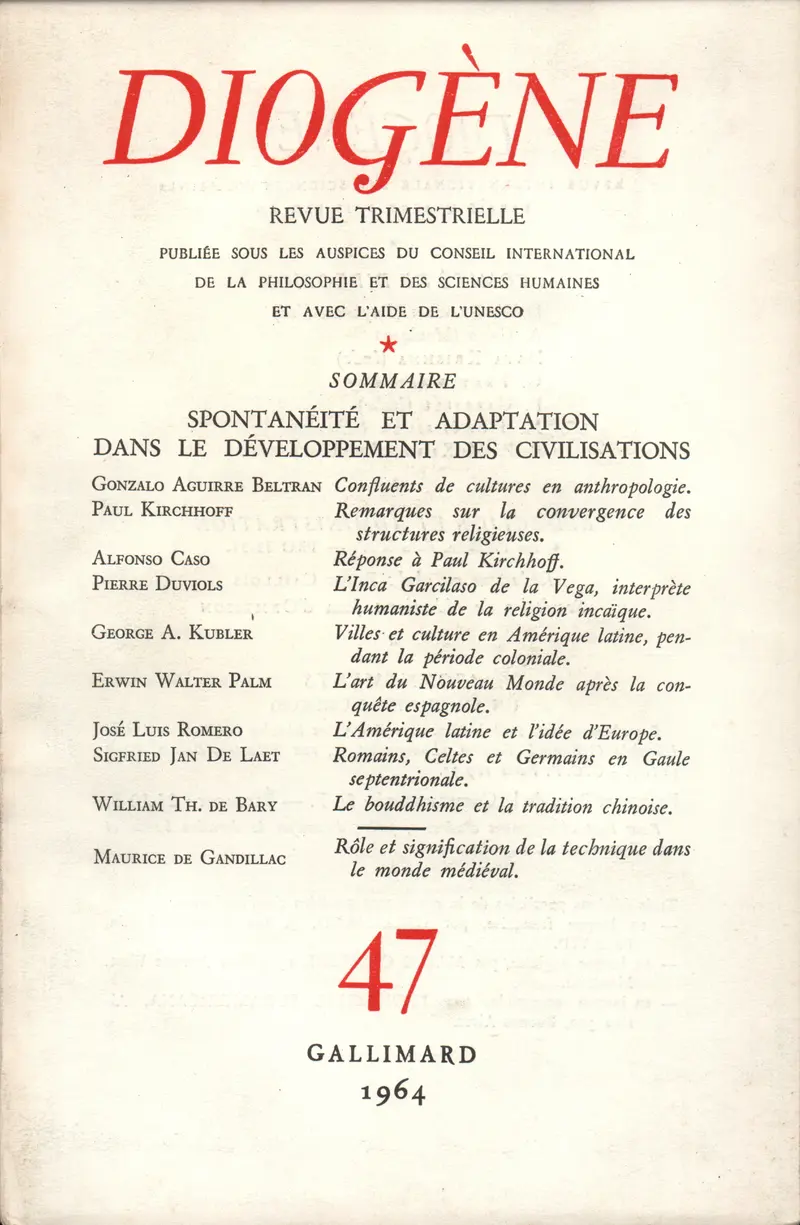 DIOGÈNE
REVUE TRIMESTRIELLE
PUBLIÉE SOUS LES AUSPICES DU CONSEIL INTERNATIONAL
DE LA PHILOSOPHIE ET DES SCIENCES HUMAINES
ET AVEC L'AIDE DE L'UNESCO
★
SOMMAIRE
SPONTANÉITÉ ET ADAPTATION
DANS LE DÉVELOPPEMENT DES CIVILISATIONS
GONZALO AGUIRRE BELTRAN Confluents de cultures en anthropologie.
PAUL KIRCHHOFF Remarques sur la convergence des
structures religieuses.
ALFONSO CASO Réponse à Paul Kirchhoff.
PIERRE DUVIOLS L'Inca Garcilaso de la Vega, interprète
humaniste de la religion incaïque.
GEORGE A. KUBLER Villes et culture en Amérique latine, pen-
dant la période coloniale.
ERWIN WALTER PALM L'art du Nouveau Monde après la con-
quête espagnole.
JOSÉ LUIS ROMERO L'Amérique latine et l'idée d'Europe.
SIGFRIED JAN DE LAET Romains, Celtes et Germains en Gaule
septentrionale.
WILLIAM TH. DE BARY Le bouddhisme et la tradition chinoise.
MAURICE DE GANDILLAC Rôle et signification de la technique dans
le monde médiéval.
47
GALLIMARD
1964